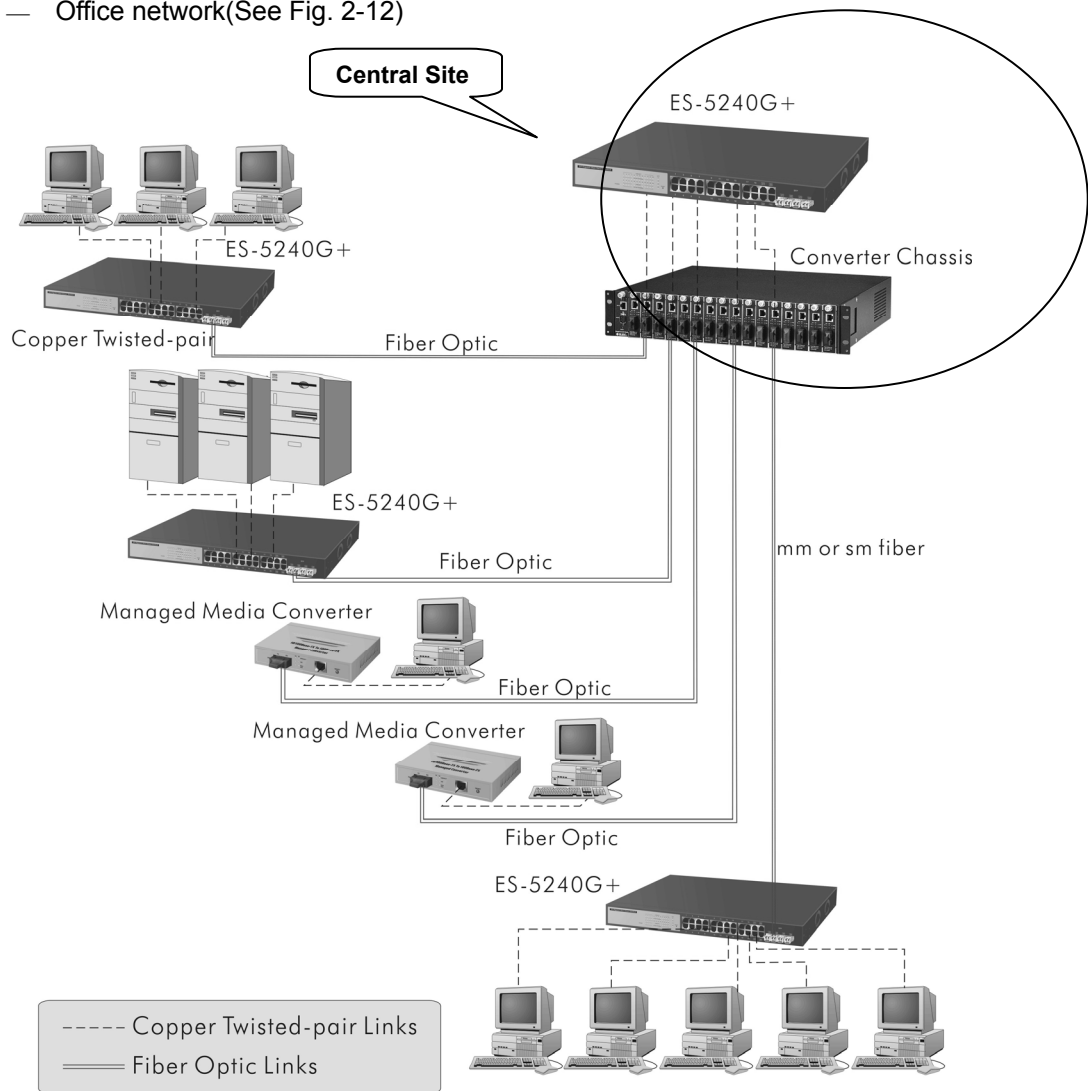 — Office network(See Fig. 2-12)
Central Site
ES-5240G+
ES-5240G+
Converter Chassis
Copper Twisted-pair
Fiber Optic
ES-5240G+
mm or sm fiber
Fiber Optic
Managed Media Converter
Fiber Optic
Managed Media Converter
Fiber Optic
ES-5240G+
Copper Twisted-pair Links
Fiber Optic Links